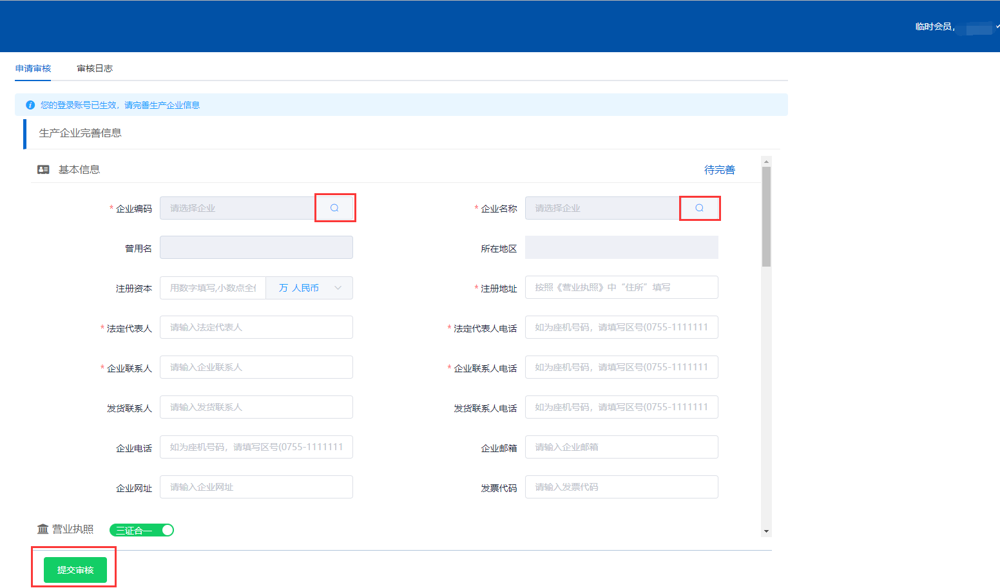 临时会员,
申请审核 审核日志
您的登录账号已生效，请完善生产企业信息
生产企业完善信息
基本信息 待完善
* 企业编码 请选择企业 * 企业名称 请选择企业
曾用名 所在地区
注册资本 用数字填写,小数点全 万 人民币 * 注册地址 按照《营业执照》中“住所”填写
* 法定代表人 请输入法定代表人 * 法定代表人电话 如为座机号码，请填写区号(0755-1111111
* 企业联系人 请输入企业联系人 * 企业联系人电话 如为座机号码，请填写区号(0755-1111111
发货联系人 请输入发货联系人 发货联系人电话 如为座机号码，请填写区号(0755-1111111
企业电话 如为座机号码，请填写区号(0755-1111111 企业邮箱 请输入企业邮箱
企业网址 请输入企业网址 发票代码 请输入发票代码
营业执照 三证合一
提交审核